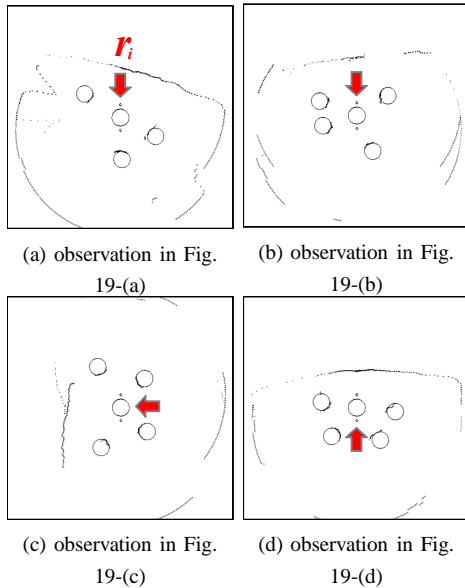 r_i
(a) observation in Fig.
19-(a)
(b) observation in Fig.
19-(b)
(c) observation in Fig.
19-(c)
(d) observation in Fig.
19-(d)